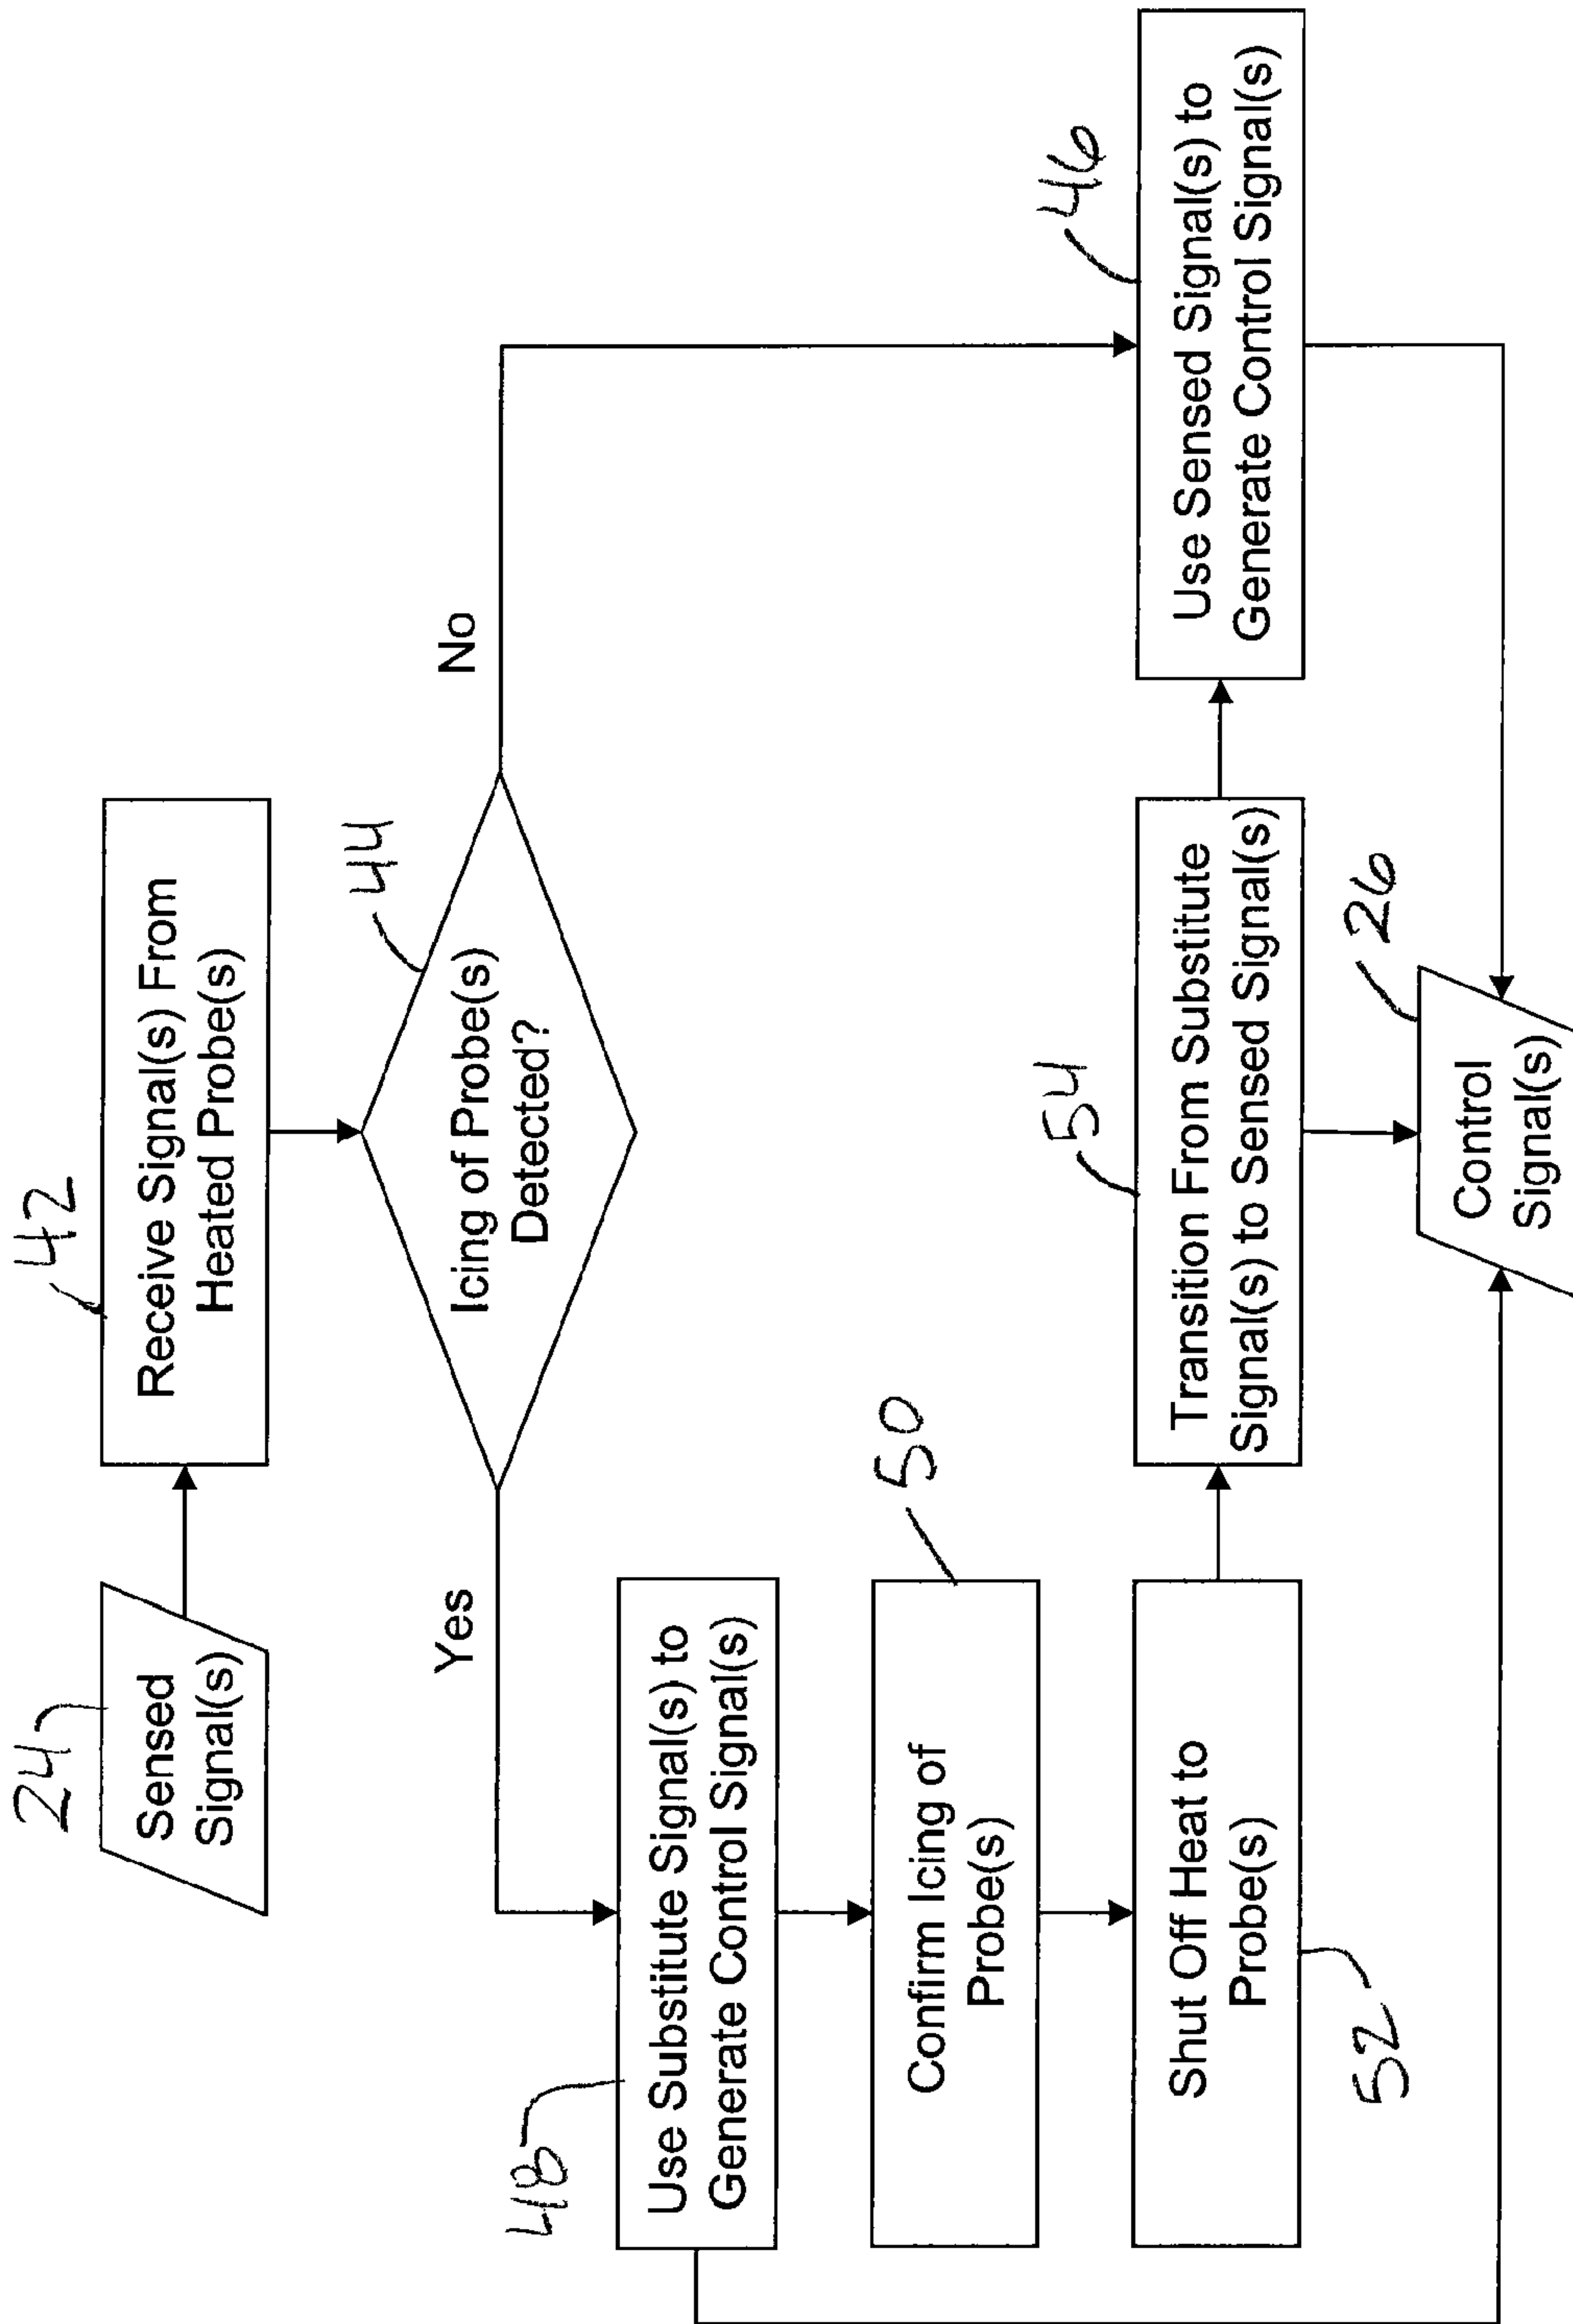 24
Sensed
Signal(s)
42
Receive Signal(s) From
Heated Probe(s)
44
Icing of Probe(s)
Detected?
Yes
No
48
Use Substitute Signal(s) to
Generate Control Signal(s)
50
Confirm Icing of
Probe(s)
52
Shut Off Heat to
Probe(s)
54
Transition From Substitute
Signal(s) to Sensed Signal(s)
46
Use Sensed Signal(s) to
Generate Control Signal(s)
26
Control
Signal(s)